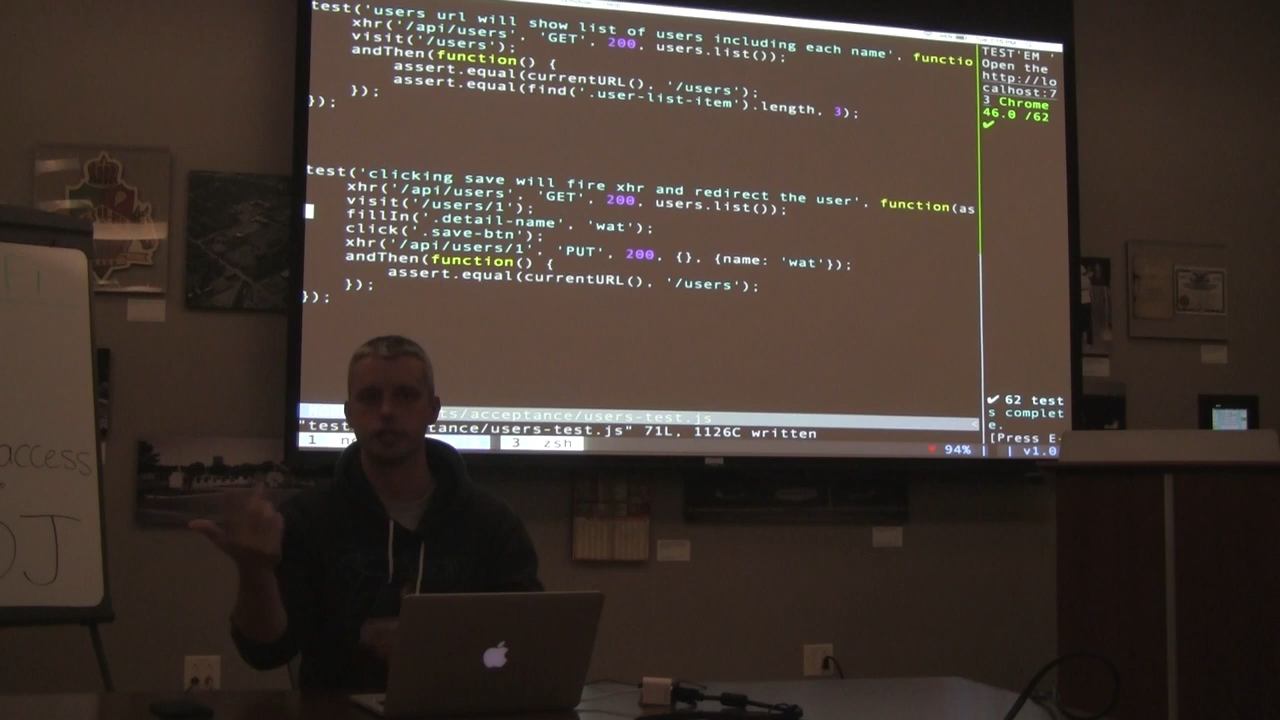 test('users url will show list of users including each name', functio
xhr('/api/users', 'GET', 200, users.list());
visit('/users');
andThen(function() {
assert.equal(currentURL(), '/users');
assert.equal(find('.user-list-item').length, 3);
});
});
test('clicking save will fire xhr and redirect the user', function(as
xhr('/api/users', 'GET', 200, users.list());
visit('/users/1');
fillIn('.detail-name', 'wat');
click('.save-btn');
xhr('/api/users/1', 'PUT', 200, {}, {name: 'wat'});
andThen(function() {
assert.equal(currentURL(), '/users');
});
});
ts/acceptance/users-test.js
"test ptance/users-test.js" 71L, 1126C written
1 n 3 zsh
94%
TEST'EM '
Open the
http://lo
calhost:7
3 Chrome
46.0 /62
✔
✔ 62 test
s complet
e.
[Press E
| v1.0
access
OJ